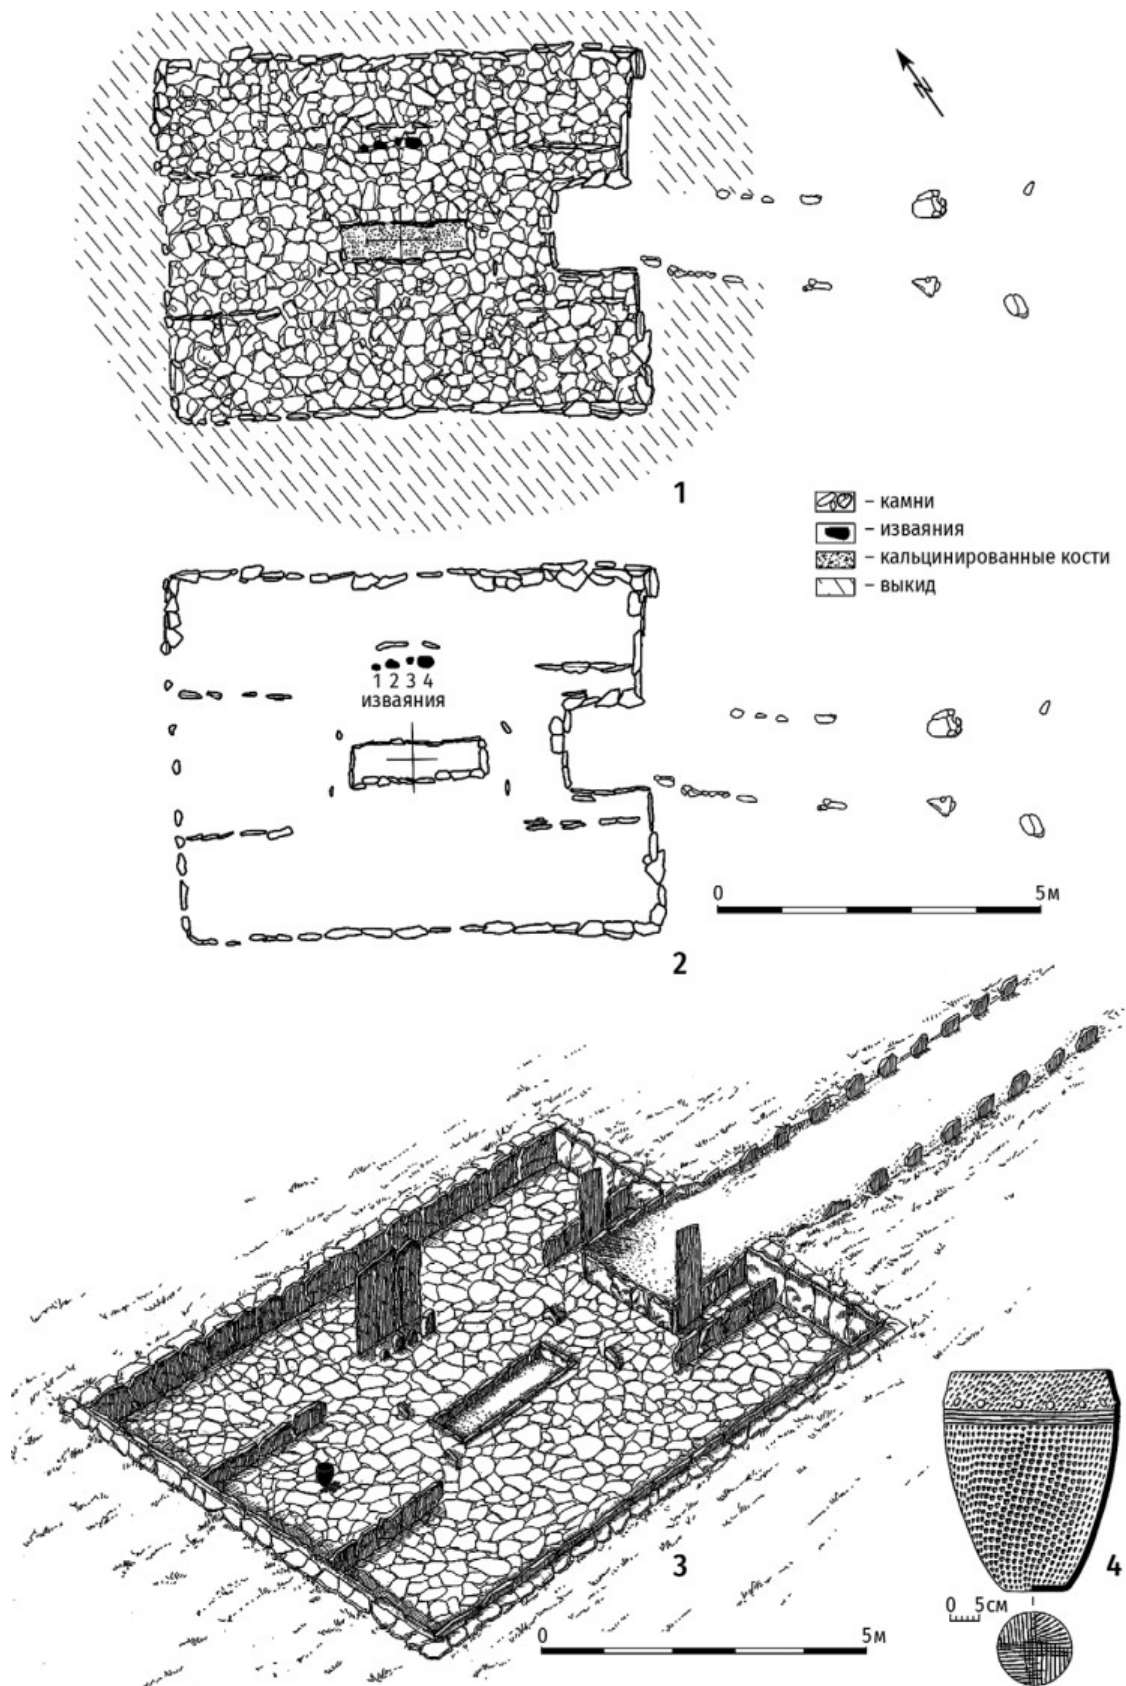 1
– камни
– изваяния
– кальцинированные кости
– выкид
1 2 3 4
изваяния
0 5м
2
3
4
0 5см
0 5м